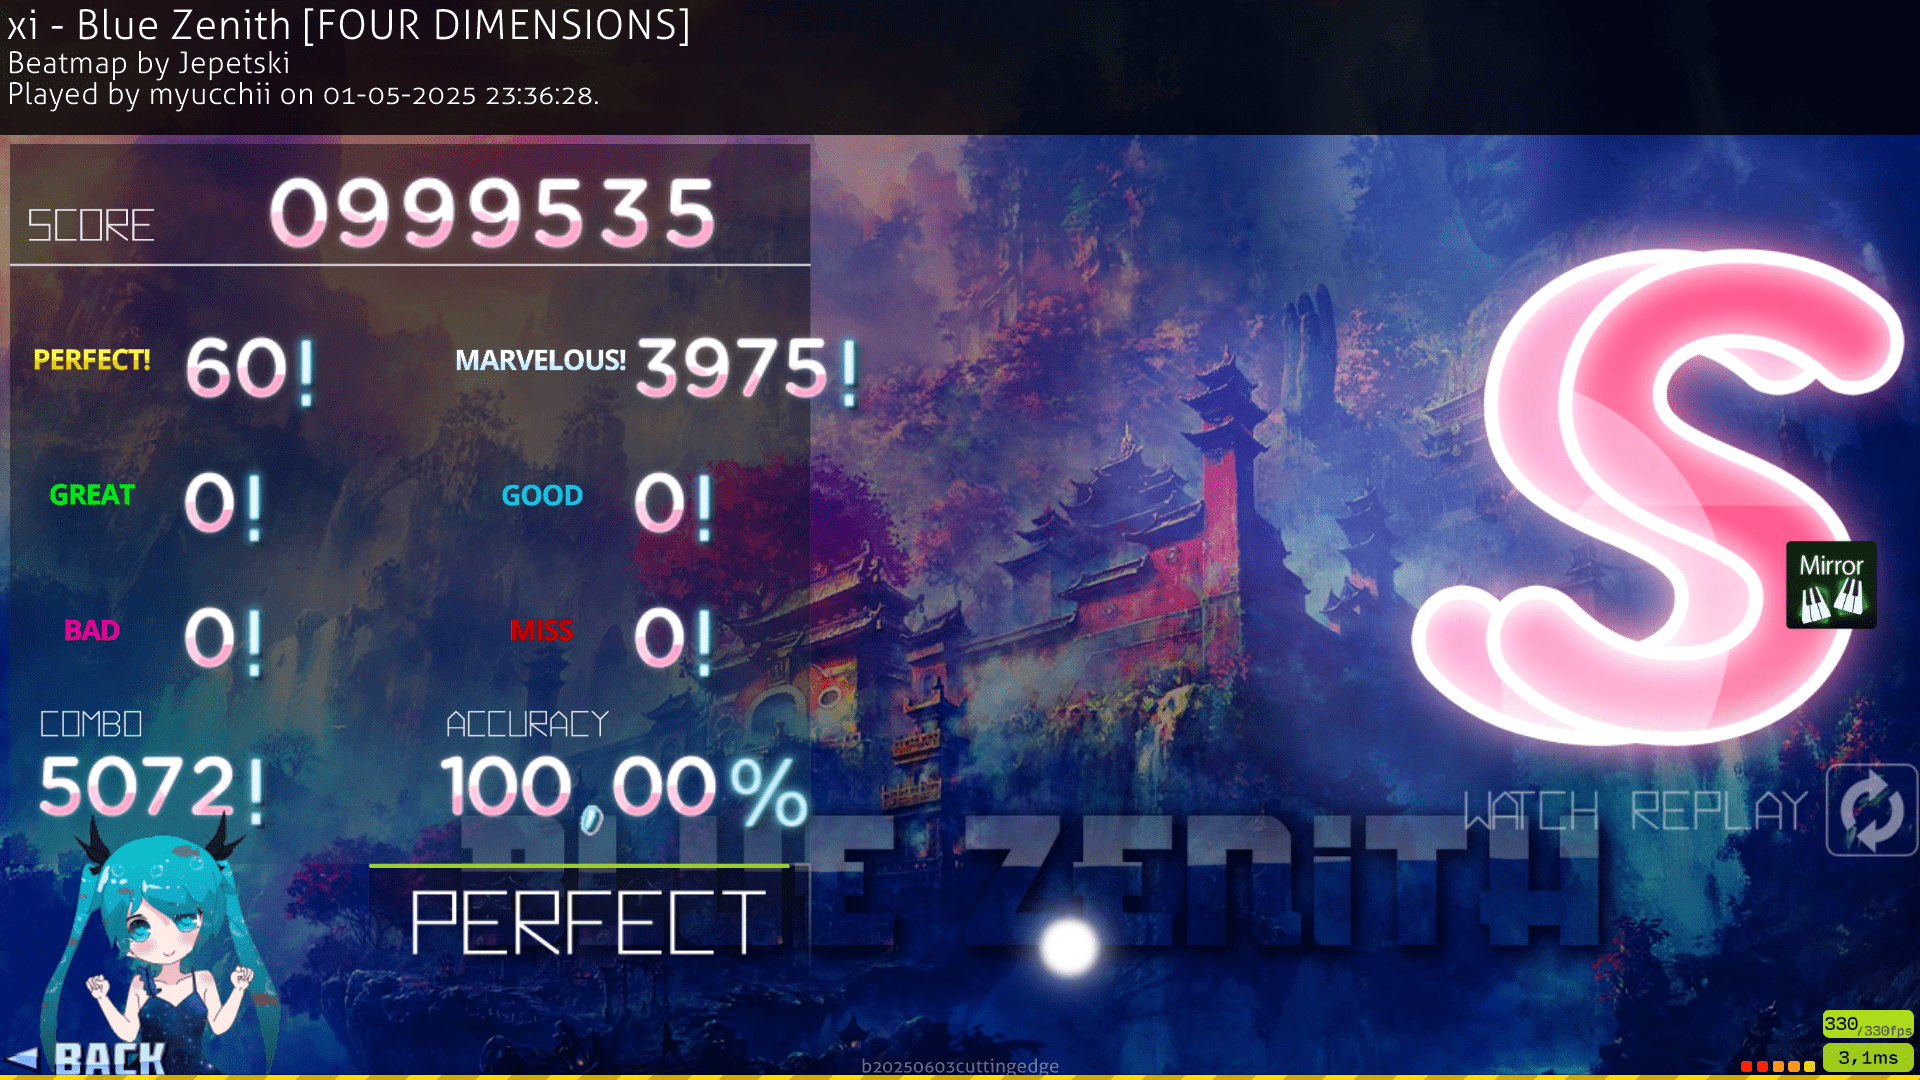 xi - Blue Zenith [FOUR DIMENSIONS]
Beatmap by Jepetski
Played by myucchii on 01-05-2025 23:36:28.
SCORE 0999535
PERFECT! 60! MARVELOUS! 3975!
GREAT 0! GOOD 0!
BAD 0! MISS 0!
Mirror
COMBO ACCURACY
5072! 100,00%
WATCH REPLAY
BLUE ZENiTH
PERFECT
330/330fps
3,1ms
BACK
b20250603cuttingedge